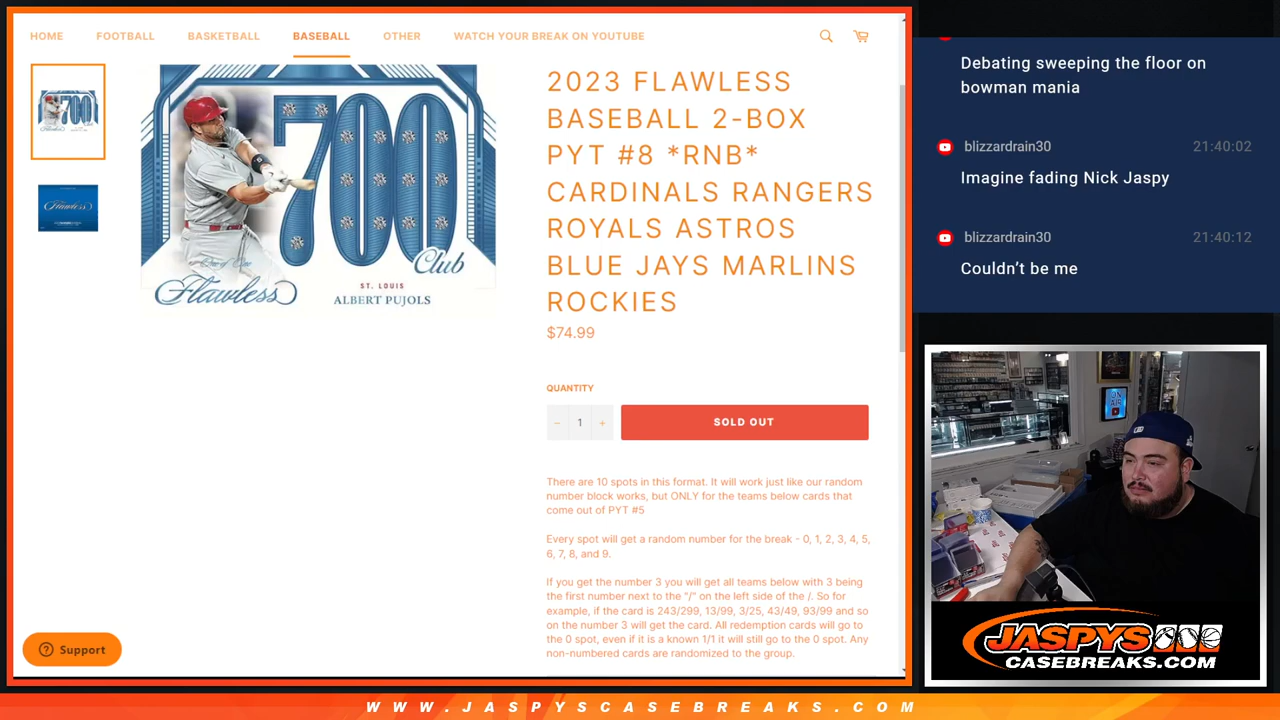 HOME FOOTBALL BASKETBALL BASEBALL OTHER WATCH YOUR BREAK ON YOUTUBE
700
Club
Flawless
ST. LOUIS
ALBERT PUJOLS
Flawless
2023 FLAWLESS
BASEBALL 2-BOX
PYT #8 *RNB*
CARDINALS RANGERS
ROYALS ASTROS
BLUE JAYS MARLINS
ROCKIES
$74.99
QUANTITY
− 1 +
SOLD OUT
There are 10 spots in this format. It will work just like our random
number block works, but ONLY for the teams below cards that
come out of PYT #5
Every spot will get a random number for the break - 0, 1, 2, 3, 4, 5,
6, 7, 8, and 9.
If you get the number 3 you will get all teams below with 3 being
the first number next to the "/" on the left side of the /. So for
example, if the card is 243/299, 13/99, 3/25, 43/49, 93/99 and so
on the number 3 will get the card. All redemption cards will go to
the 0 spot, even if it is a known 1/1 it will still go to the 0 spot. Any
non-numbered cards are randomized to the group.
Support
Debating sweeping the floor on
bowman mania
blizzardrain30 21:40:02
Imagine fading Nick Jaspy
blizzardrain30 21:40:12
Couldn't be me
JASPYS
CASEBREAKS.COM
WWW.JASPYSCASEBREAKS.COM